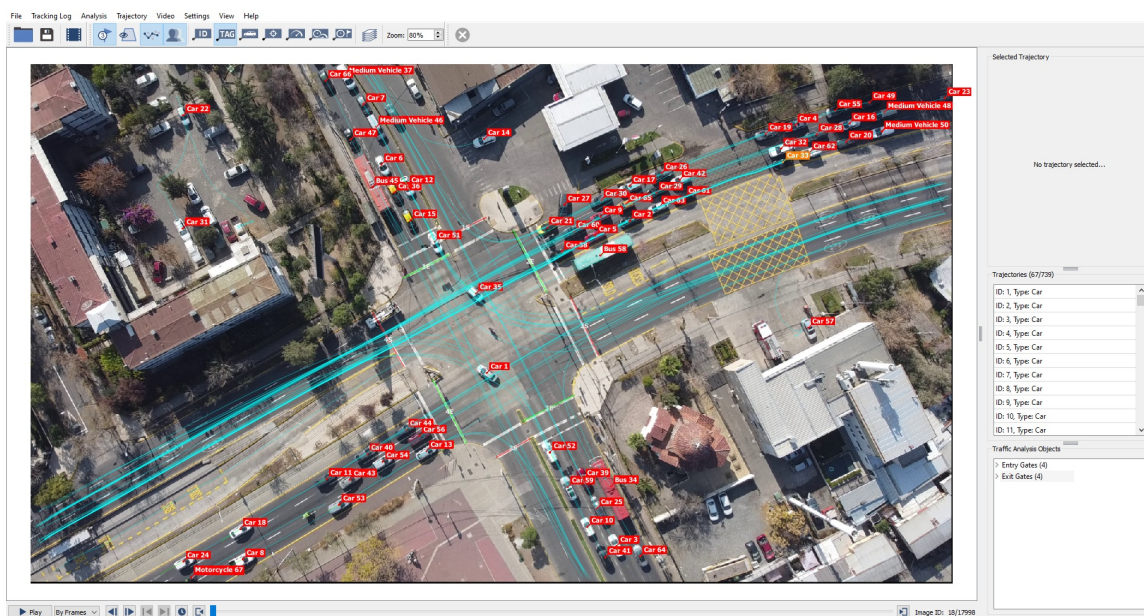 File Tracking Log Analysis Trajectory Video Settings View Help
ID TAG Zoom: 80%
Selected Trajectory
No trajectory selected...
Trajectories (67/739)
ID: 1, Type: Car
ID: 2, Type: Car
ID: 3, Type: Car
ID: 4, Type: Car
ID: 5, Type: Car
ID: 6, Type: Car
ID: 7, Type: Car
ID: 8, Type: Car
ID: 9, Type: Car
ID: 10, Type: Car
ID: 11, Type: Car
Traffic Analysis Objects
Entry Gates (4)
Exit Gates (4)
Medium Vehicle 37
Car 66
Car 7
Medium Vehicle 46
Car 47
Car 22
Car 14
Car 6
Bus 45
Car 12
Car 36
Car 15
Car 51
Car 31
Car 23
Car 49
Car 55
Medium Vehicle 48
Car 4
Car 16
Car 19
Car 28
Medium Vehicle 50
Car 20
Car 32
Car 62
Car 33
Car 26
Car 42
Car 17
Car 29
Car 30
Car 27
Car 65
Car 61
Car 63
Car 9
Car 2
Car 21
Car 60
Car 5
Car 38
Bus 58
Car 35
Car 57
Car 1
Car 44
Car 56
Car 13
Car 40
Car 54
Car 11
Car 43
Car 53
Car 18
Car 24
Car 8
Motorcycle 67
Car 52
Car 39
Car 59
Bus 34
Car 25
Car 10
Car 3
Car 41
Car 64
Play By Frames Image ID: 18/17998